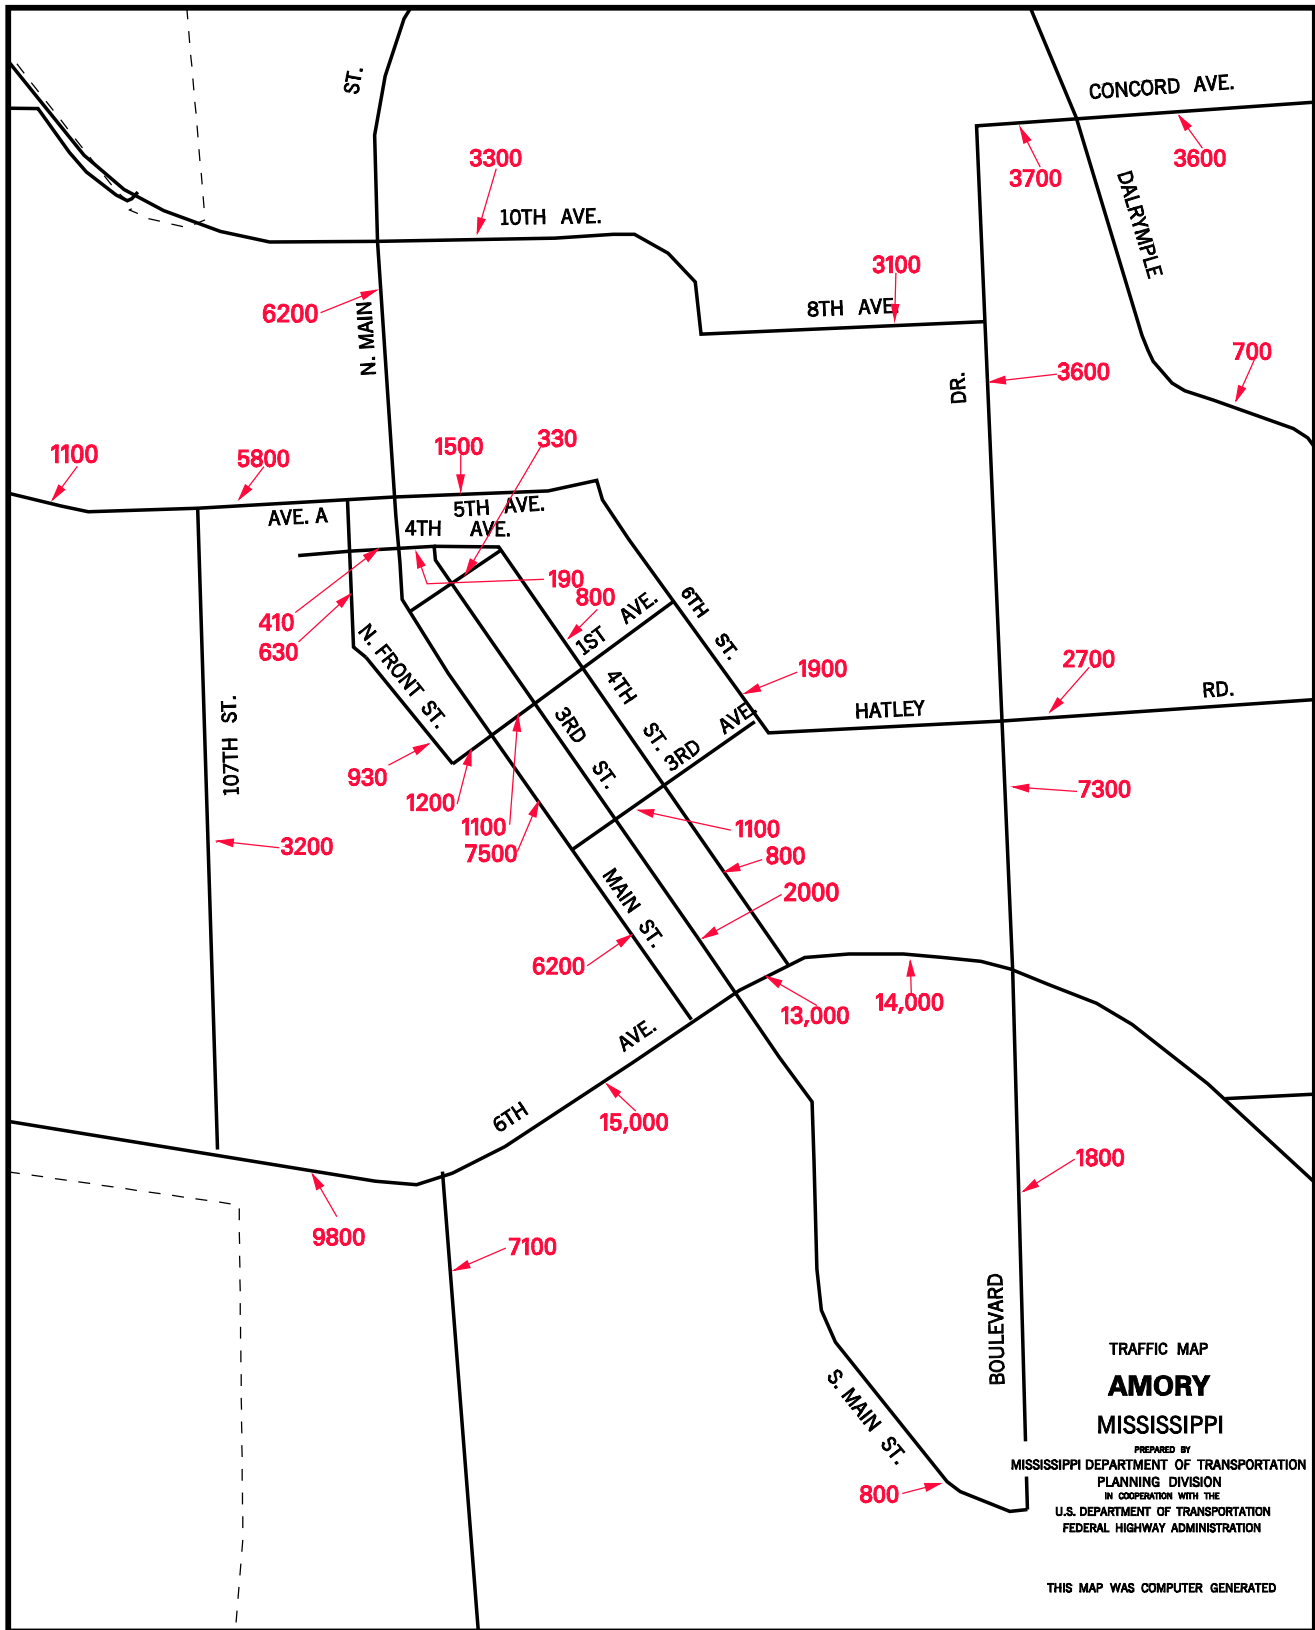 CONCORD AVE.
ST.
3300
3700
3600
10TH AVE.
DALRYMPLE
3100
6200
8TH AVE.
N. MAIN
700
DR.
3600
1100
5800
1500
330
AVE. A
5TH AVE.
4TH AVE.
190
800
410
630
1ST AVE.
6TH ST.
N. FRONT ST.
1900
2700
4TH ST.
HATLEY RD.
107TH ST.
3RD ST.
3RD AVE.
930
1200
1100
7500
7300
1100
3200
800
2000
MAIN ST.
6200
13,000
14,000
6TH AVE.
15,000
1800
9800
7100
BOULEVARD
S. MAIN ST.
800
TRAFFIC MAP
AMORY
MISSISSIPPI
PREPARED BY
MISSISSIPPI DEPARTMENT OF TRANSPORTATION
PLANNING DIVISION
IN COOPERATION WITH THE
U.S. DEPARTMENT OF TRANSPORTATION
FEDERAL HIGHWAY ADMINISTRATION
THIS MAP WAS COMPUTER GENERATED